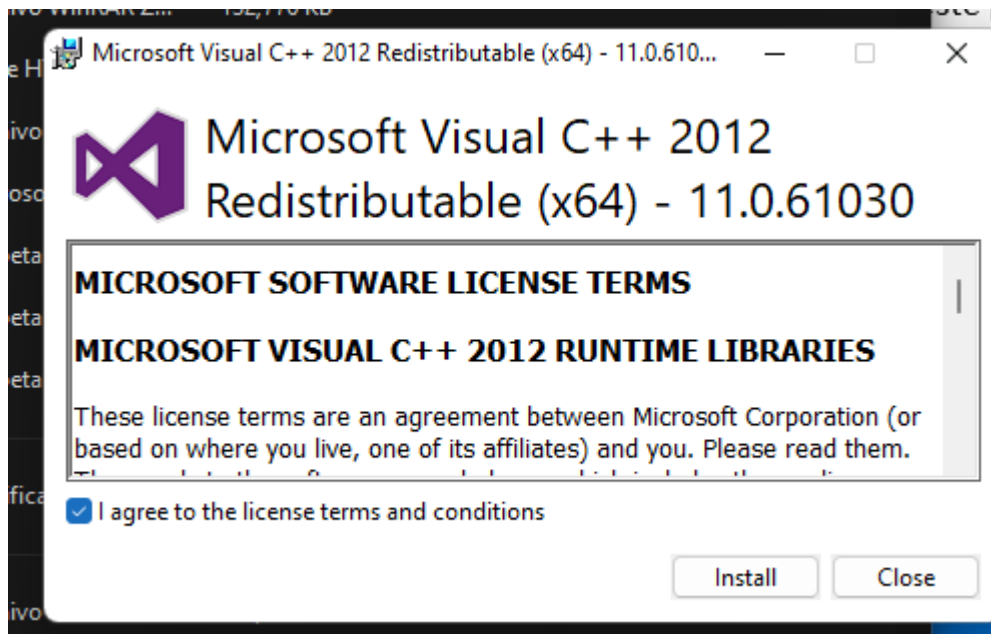 Microsoft Visual C++ 2012 Redistributable (x64) - 11.0.610...
Microsoft Visual C++ 2012
Redistributable (x64) - 11.0.61030
MICROSOFT SOFTWARE LICENSE TERMS
MICROSOFT VISUAL C++ 2012 RUNTIME LIBRARIES
These license terms are an agreement between Microsoft Corporation (or
based on where you live, one of its affiliates) and you. Please read them.
I agree to the license terms and conditions
Install Close